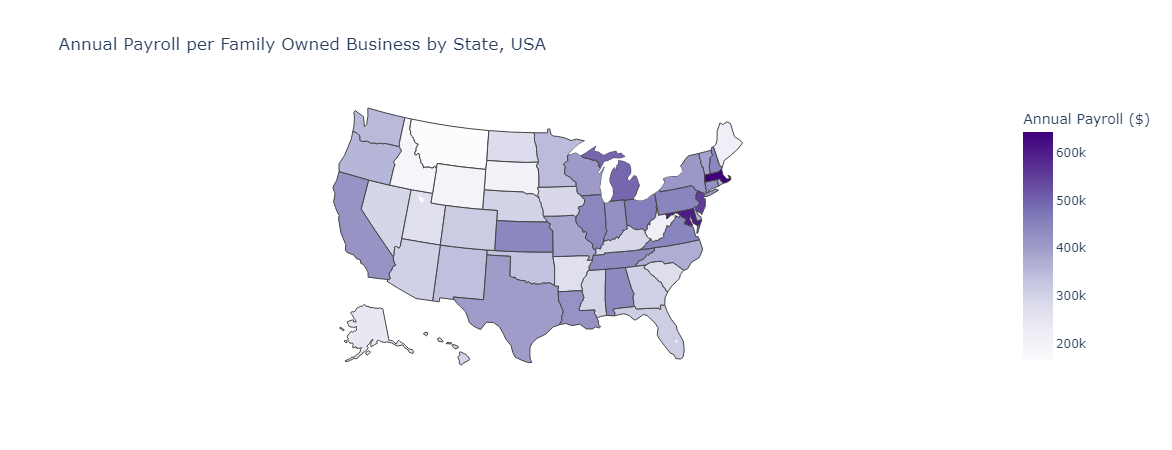 Annual Payroll per Family Owned Business by State, USA
Annual Payroll ($)
600k
500k
400k
300k
200k